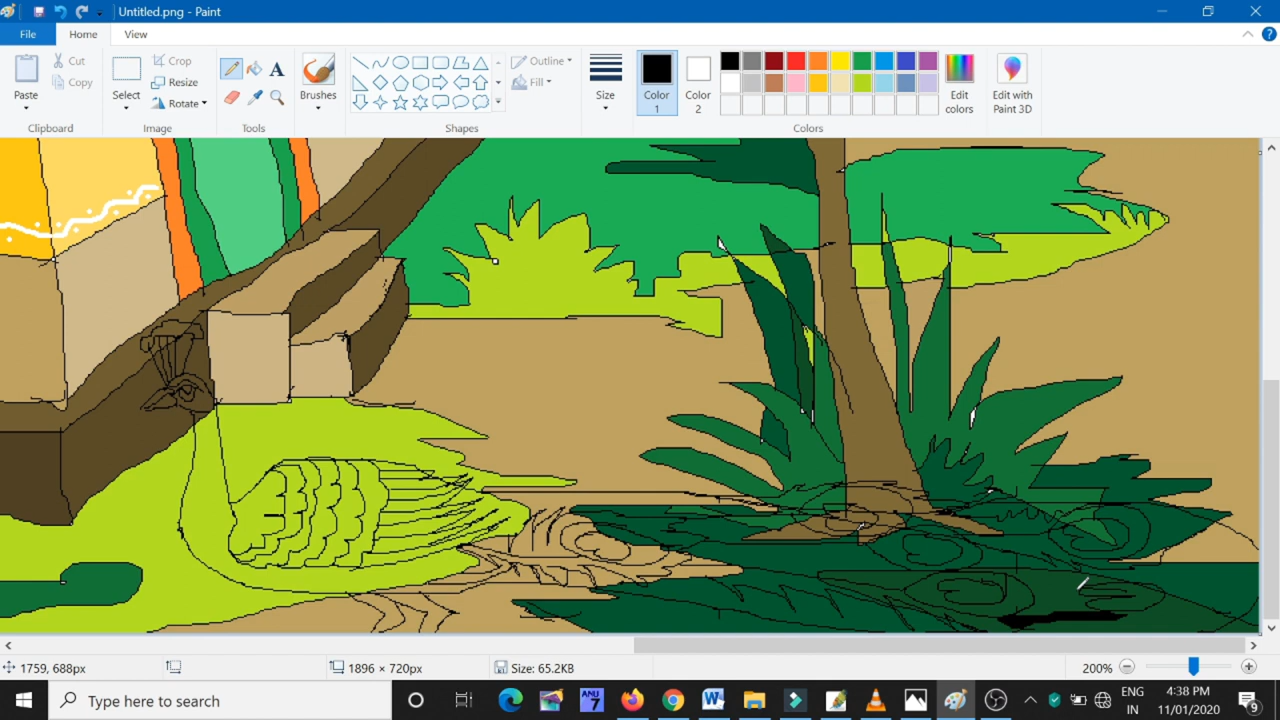 Untitled.png - Paint
File
Home
View
Paste
Cut
Copy
Clipboard
Select
Crop
Resize
Rotate
Image
A
Tools
Brushes
Outline
Fill
Shapes
Size
Color
1
Color
2
Edit
colors
Colors
Edit with
Paint 3D
1759, 688px
1896 × 720px
Size: 65.2KB
200%
Type here to search
ANU
7
ENG
IN
4:38 PM
11/01/2020
9